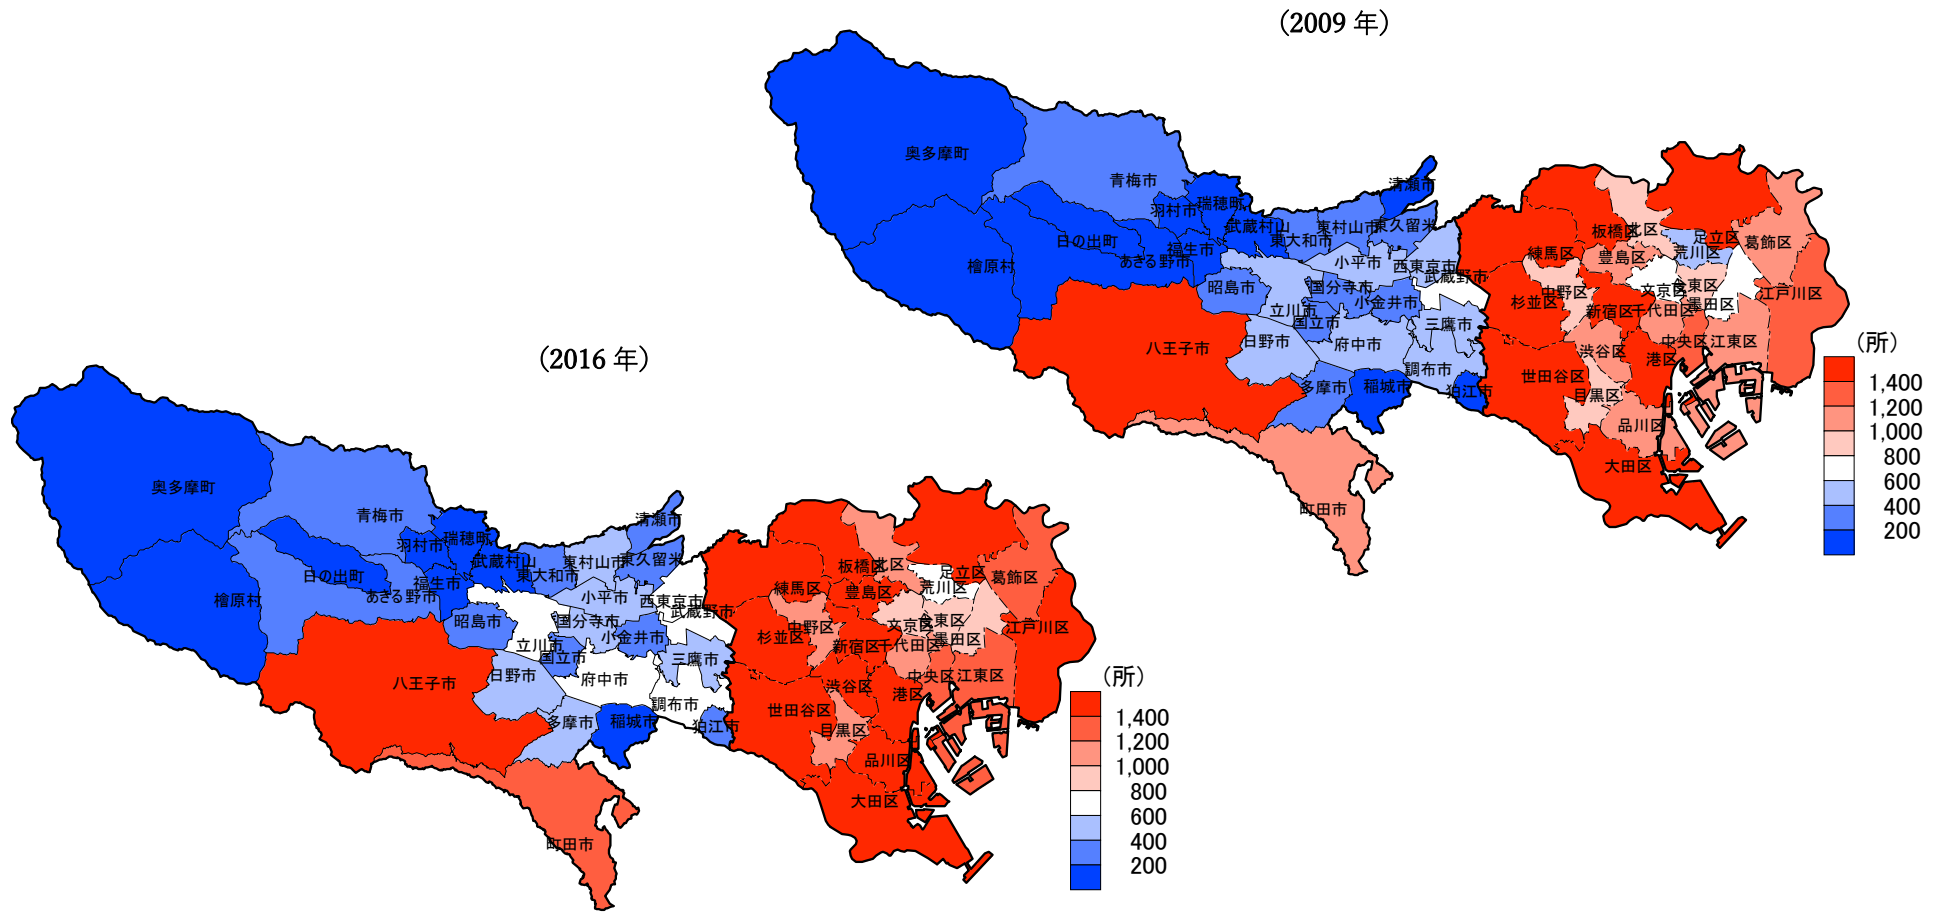 (2009 年)
奥多摩町
青梅市
清瀬市
羽村市
瑞穂町
武蔵村山
東村山市
東久留米
東大和市
日の出町
福生市
あきる野市
檜原村
小平市
西東京市
武蔵野市
昭島市
国分寺市
小金井市
立川市
国立市
三鷹市
日野市
府中市
八王子市
調布市
多摩市
稲城市
狛江市
町田市
板橋区
北区
足立区
葛飾区
荒川区
練馬区
豊島区
文京区
台東区
墨田区
江戸川区
中野区
杉並区
新宿区
千代田区
中央区
江東区
渋谷区
港区
世田谷区
目黒区
品川区
大田区
(所)
1,400
1,200
1,000
800
600
400
200
(2016 年)
奥多摩町
青梅市
清瀬市
羽村市
瑞穂町
武蔵村山
東村山市
東久留米
東大和市
日の出町
福生市
あきる野市
檜原村
小平市
西東京市
武蔵野市
昭島市
国分寺市
小金井市
立川市
国立市
三鷹市
日野市
府中市
八王子市
調布市
多摩市
稲城市
狛江市
町田市
板橋区
北区
足立区
葛飾区
荒川区
練馬区
豊島区
文京区
台東区
墨田区
江戸川区
中野区
杉並区
新宿区
千代田区
中央区
江東区
渋谷区
港区
世田谷区
目黒区
品川区
大田区
(所)
1,400
1,200
1,000
800
600
400
200